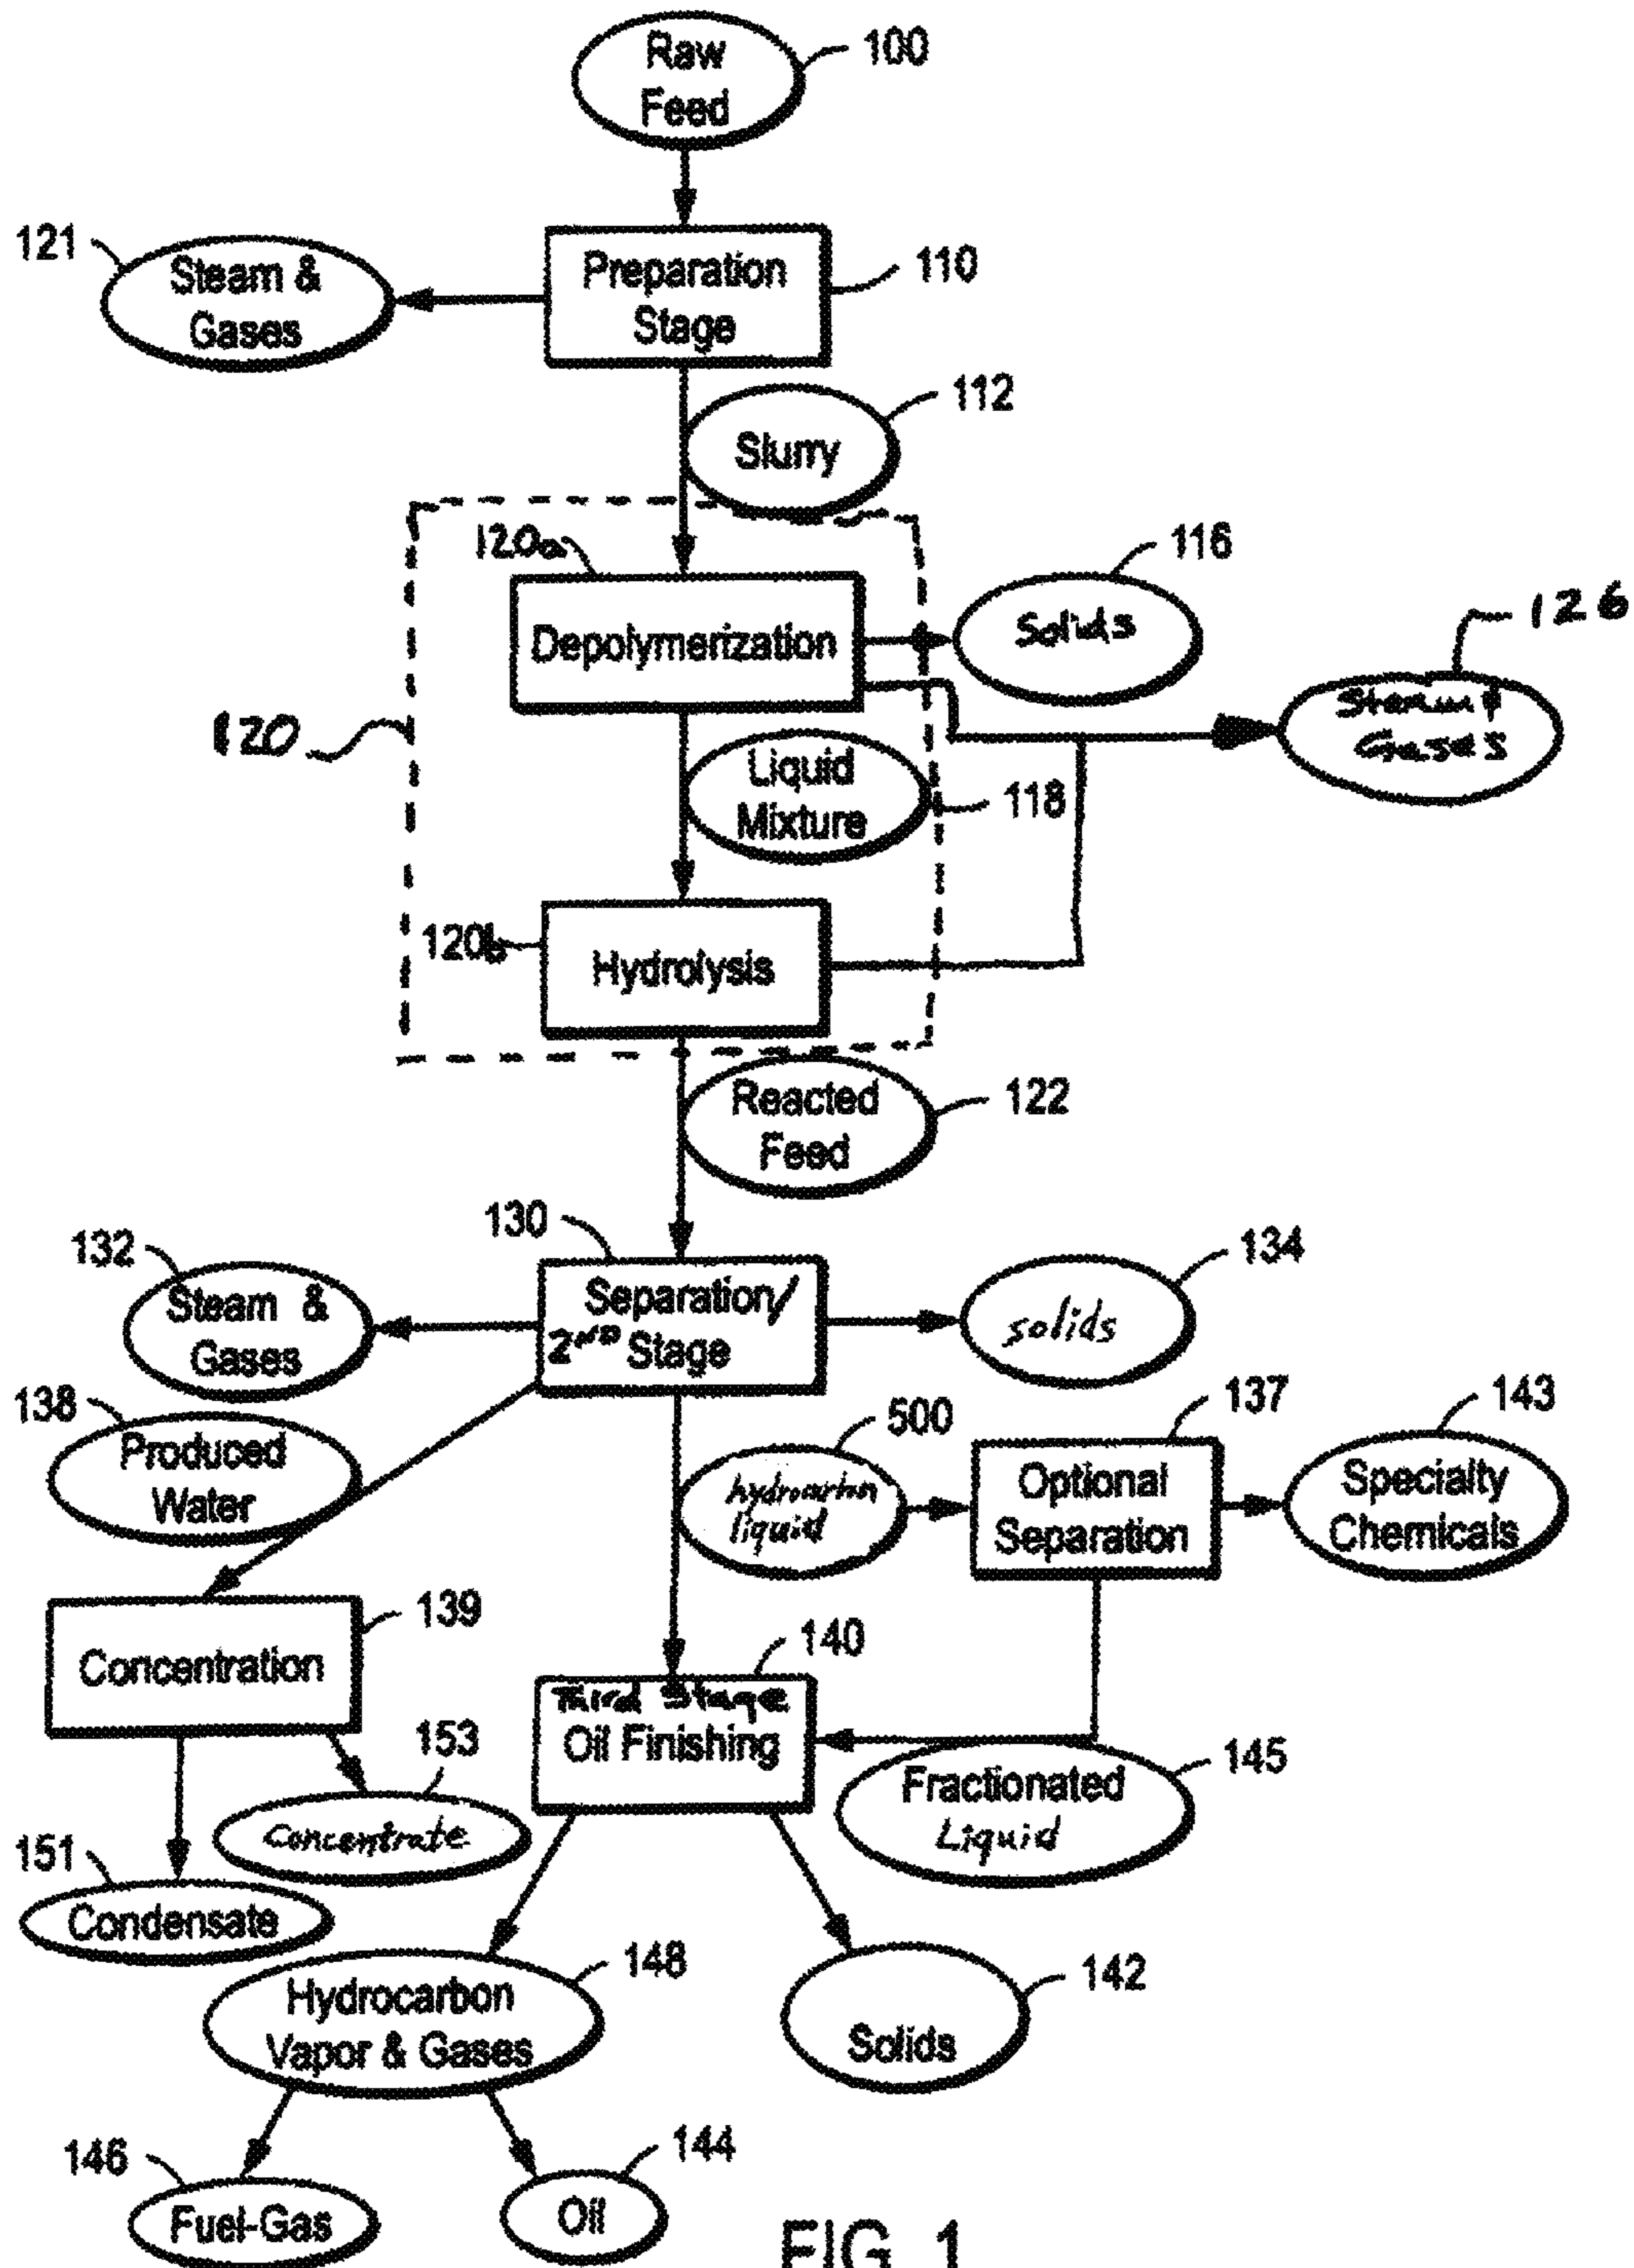 Raw
Feed
100
121
Steam &
Gases
Preparation
Stage
110
112
Slurry
120a
116
Depolymerization
Solids
126
Steam &
Gases
120
Liquid
Mixture
118
120b
Hydrolysis
Reacted
Feed
122
130
132
Steam &
Gases
Separation/
2ND Stage
134
solids
138
Produced
Water
500
hydrocarbon
liquid
137
Optional
Separation
143
Specialty
Chemicals
139
Concentration
140
Third Stage
Oil Finishing
153
Concentrate
145
Fractionated
Liquid
151
Condensate
148
Hydrocarbon
Vapor & Gases
142
Solids
146
Fuel-Gas
144
Oil
FIG. 1